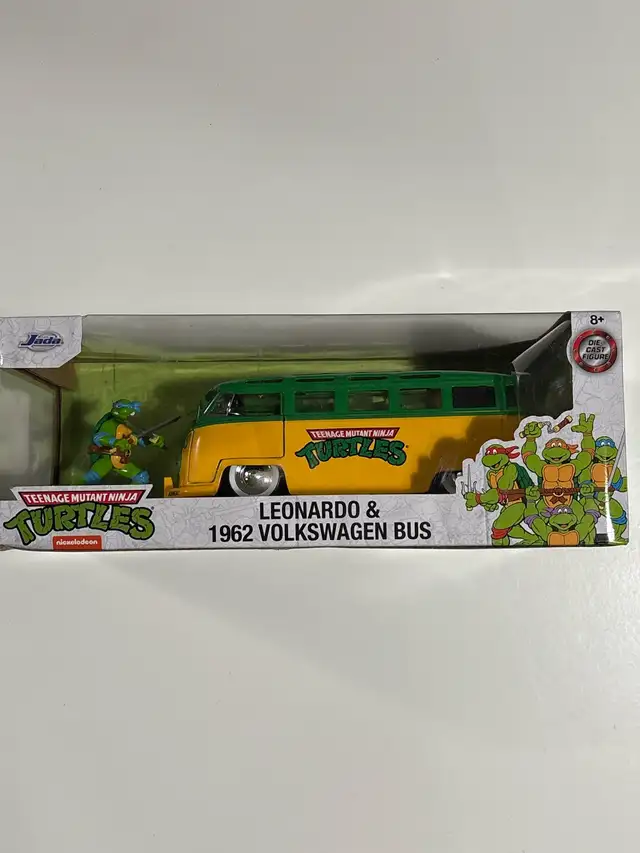 Jada
8+
DIE
CAST
FIGURE
TEENAGE MUTANT NINJA
TURTLES
TEENAGE MUTANT NINJA
TURTLES
nickelodeon
LEONARDO &
1962 VOLKSWAGEN BUS